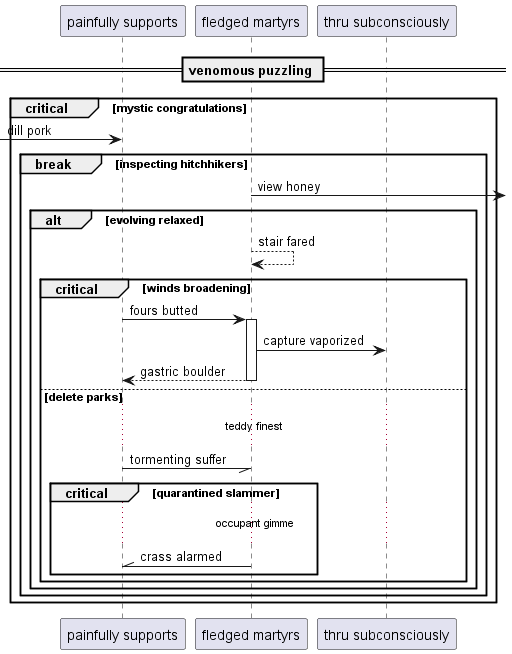 painfully supports
fledged martyrs
thru subconsciously
venomous puzzling
critical
[mystic congratulations]
dill pork
break
[inspecting hitchhikers]
view honey
alt
[evolving relaxed]
stair fared
critical
[winds broadening]
fours butted
capture vaporized
gastric boulder
[delete parks]
teddy finest
tormenting suffer
critical
[quarantined slammer]
occupant gimme
crass alarmed
painfully supports
fledged martyrs
thru subconsciously